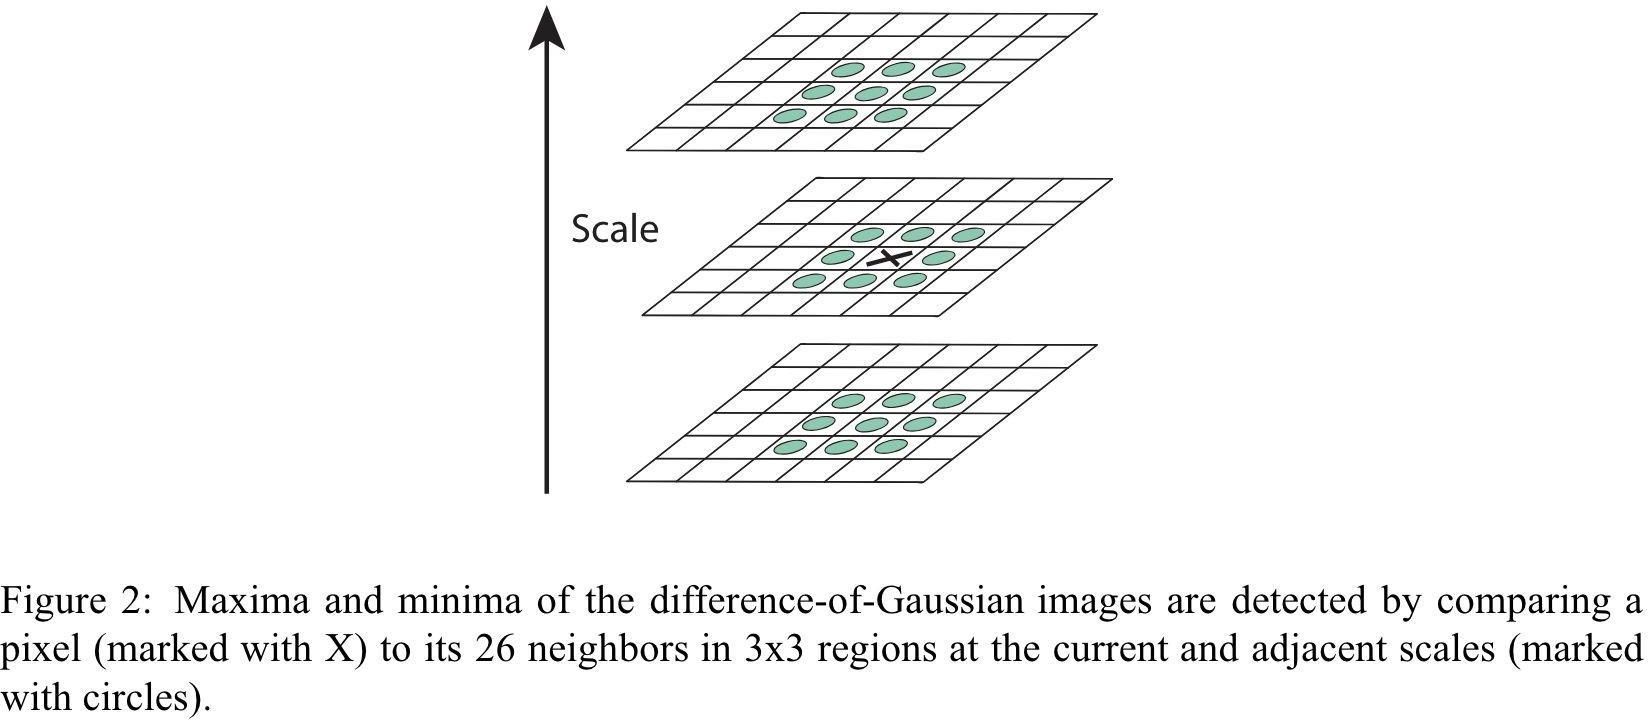 Scale
Figure 2: Maxima and minima of the difference-of-Gaussian images are detected by comparing a
pixel (marked with X) to its 26 neighbors in 3x3 regions at the current and adjacent scales (marked
with circles).